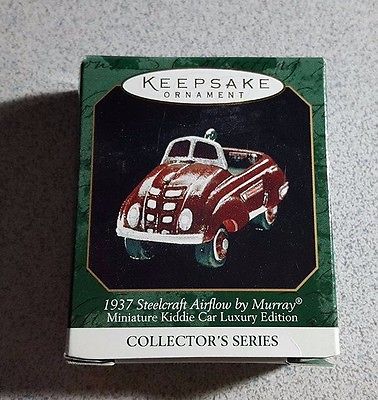 KEEPSAKE
ORNAMENT
1937 Steelcraft Airflow by Murray®
Miniature Kiddie Car Luxury Edition
COLLECTOR'S SERIES